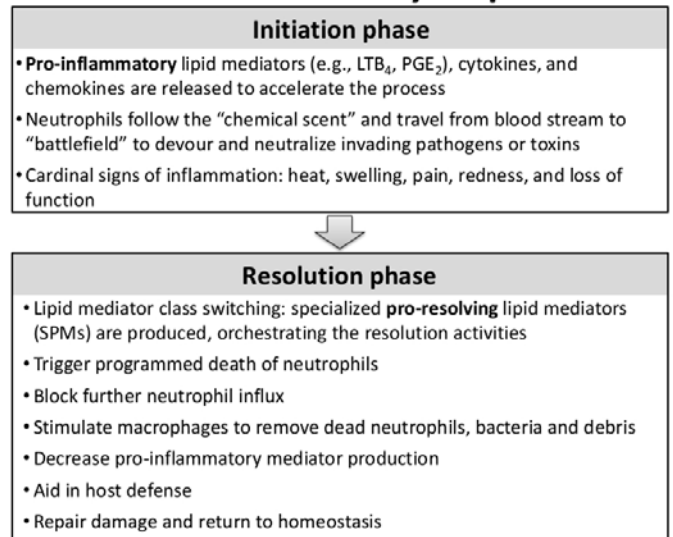 Initiation phase
• Pro-inflammatory lipid mediators (e.g., LTB4, PGE2), cytokines, and
chemokines are released to accelerate the process
• Neutrophils follow the “chemical scent” and travel from blood stream to
“battlefield” to devour and neutralize invading pathogens or toxins
• Cardinal signs of inflammation: heat, swelling, pain, redness, and loss of
function
Resolution phase
• Lipid mediator class switching: specialized pro-resolving lipid mediators
(SPMs) are produced, orchestrating the resolution activities
• Trigger programmed death of neutrophils
• Block further neutrophil influx
• Stimulate macrophages to remove dead neutrophils, bacteria and debris
• Decrease pro-inflammatory mediator production
• Aid in host defense
• Repair damage and return to homeostasis